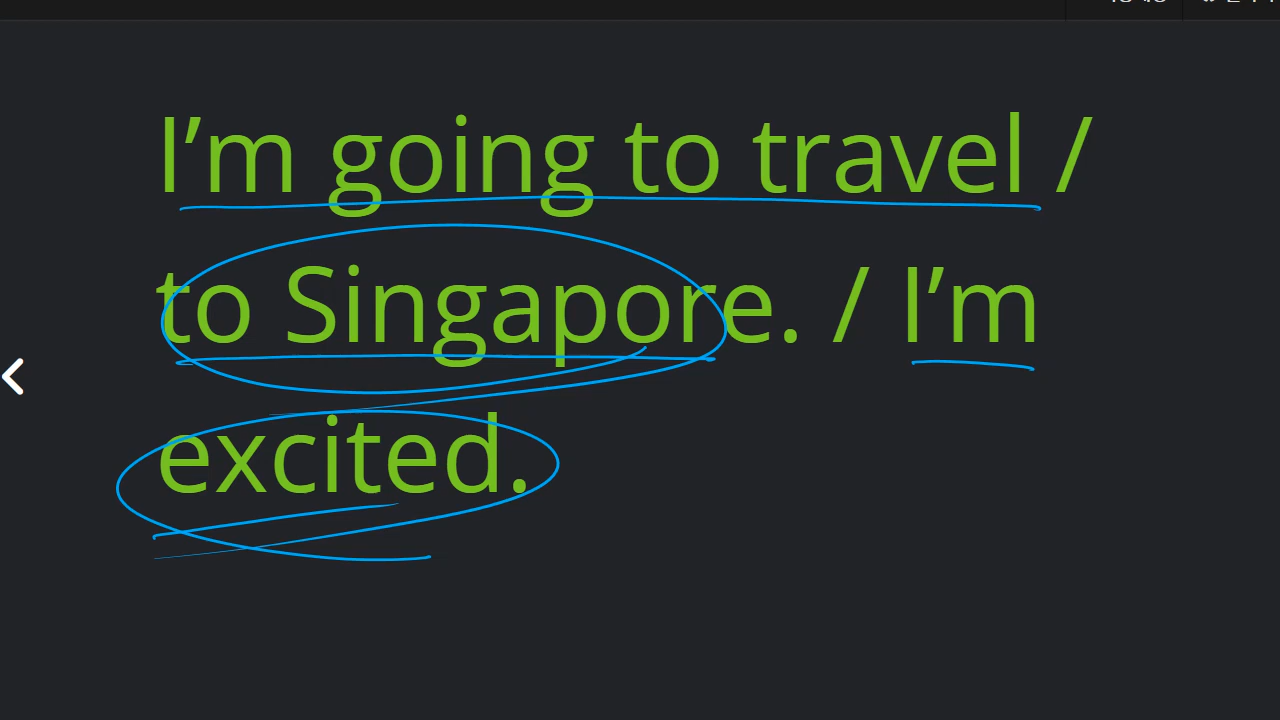 I’m going to travel /
to Singapore. / I’m
excited.